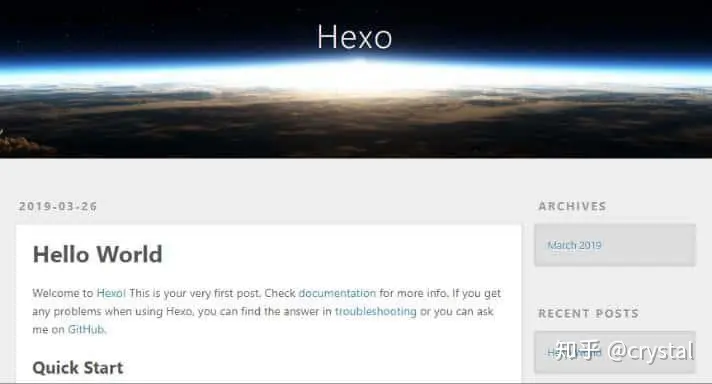 Hexo
2019-03-26
Hello World
Welcome to Hexo! This is your very first post. Check documentation for more info. If you get
any problems when using Hexo, you can find the answer in troubleshooting or you can ask
me on GitHub.
Quick Start
ARCHIVES
March 2019
RECENT POSTS
Hello World
知乎 @crystal